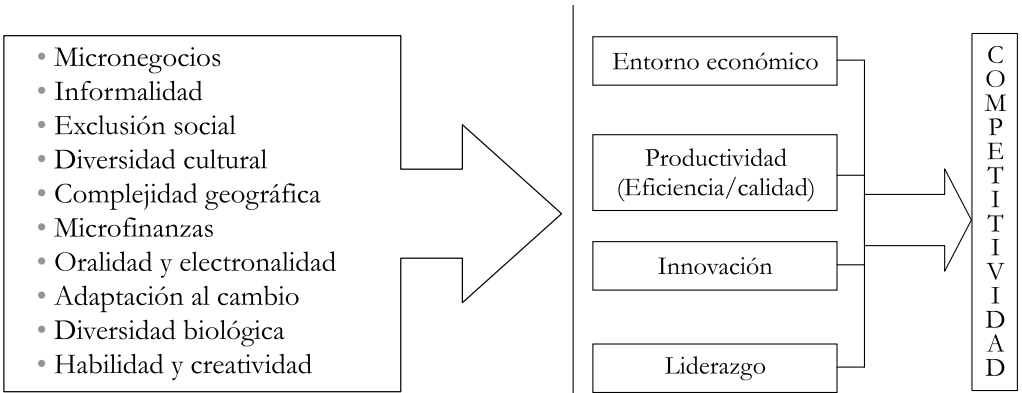 • Micronegocios
• Informalidad
• Exclusión social
• Diversidad cultural
• Complejidad geográfica
• Microfinanzas
• Oralidad y electronalidad
• Adaptación al cambio
• Diversidad biológica
• Habilidad y creatividad
Entorno económico
Productividad
(Eficiencia/calidad)
Innovación
Liderazgo
COMPETITIVIDAD